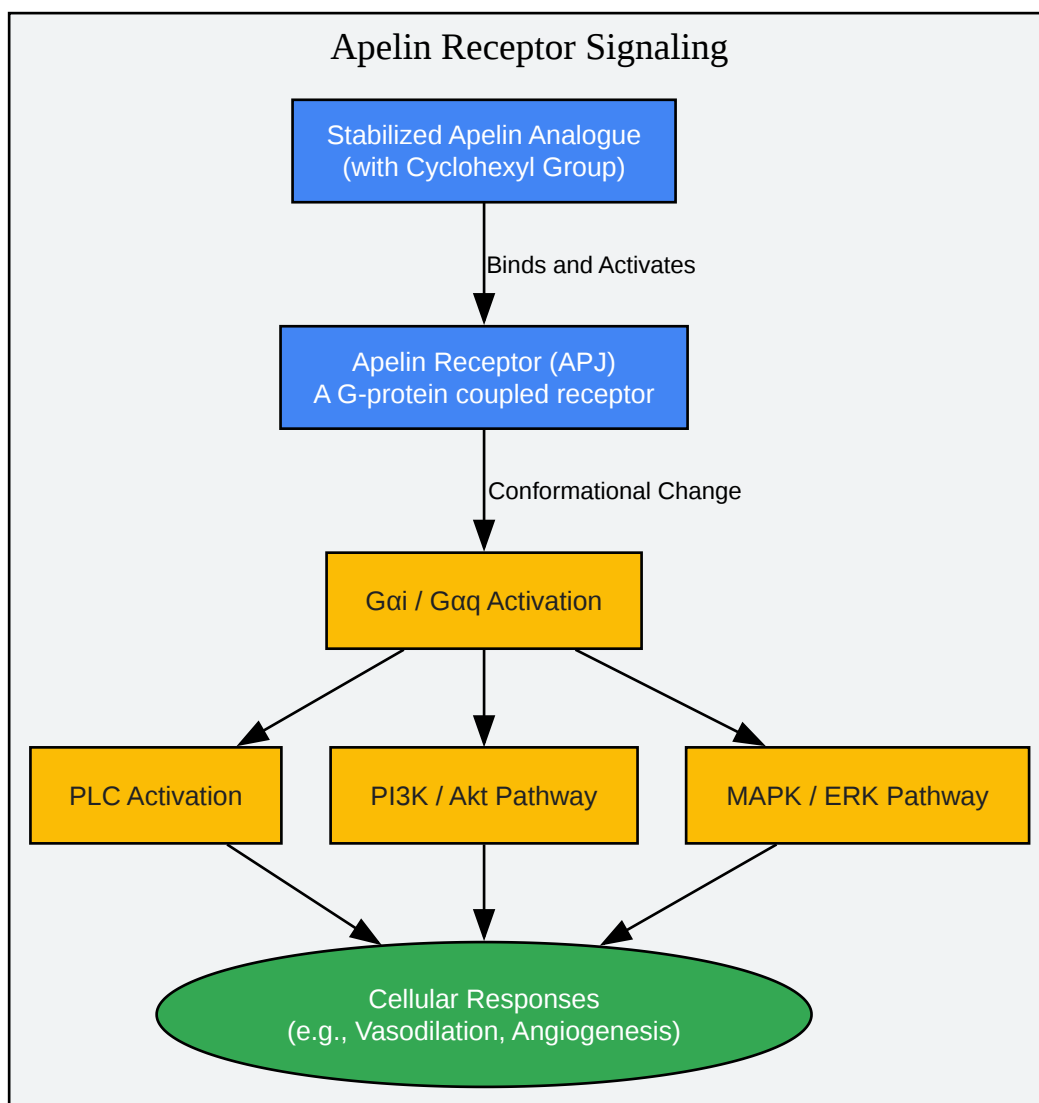 Apelin Receptor Signaling
Stabilized Apelin Analogue
(with Cyclohexyl Group)
Binds and Activates
Apelin Receptor (APJ)
A G-protein coupled receptor
Conformational Change
Gαi / Gαq Activation
PLC Activation
PI3K / Akt Pathway
MAPK / ERK Pathway
Cellular Responses
(e.g., Vasodilation, Angiogenesis)